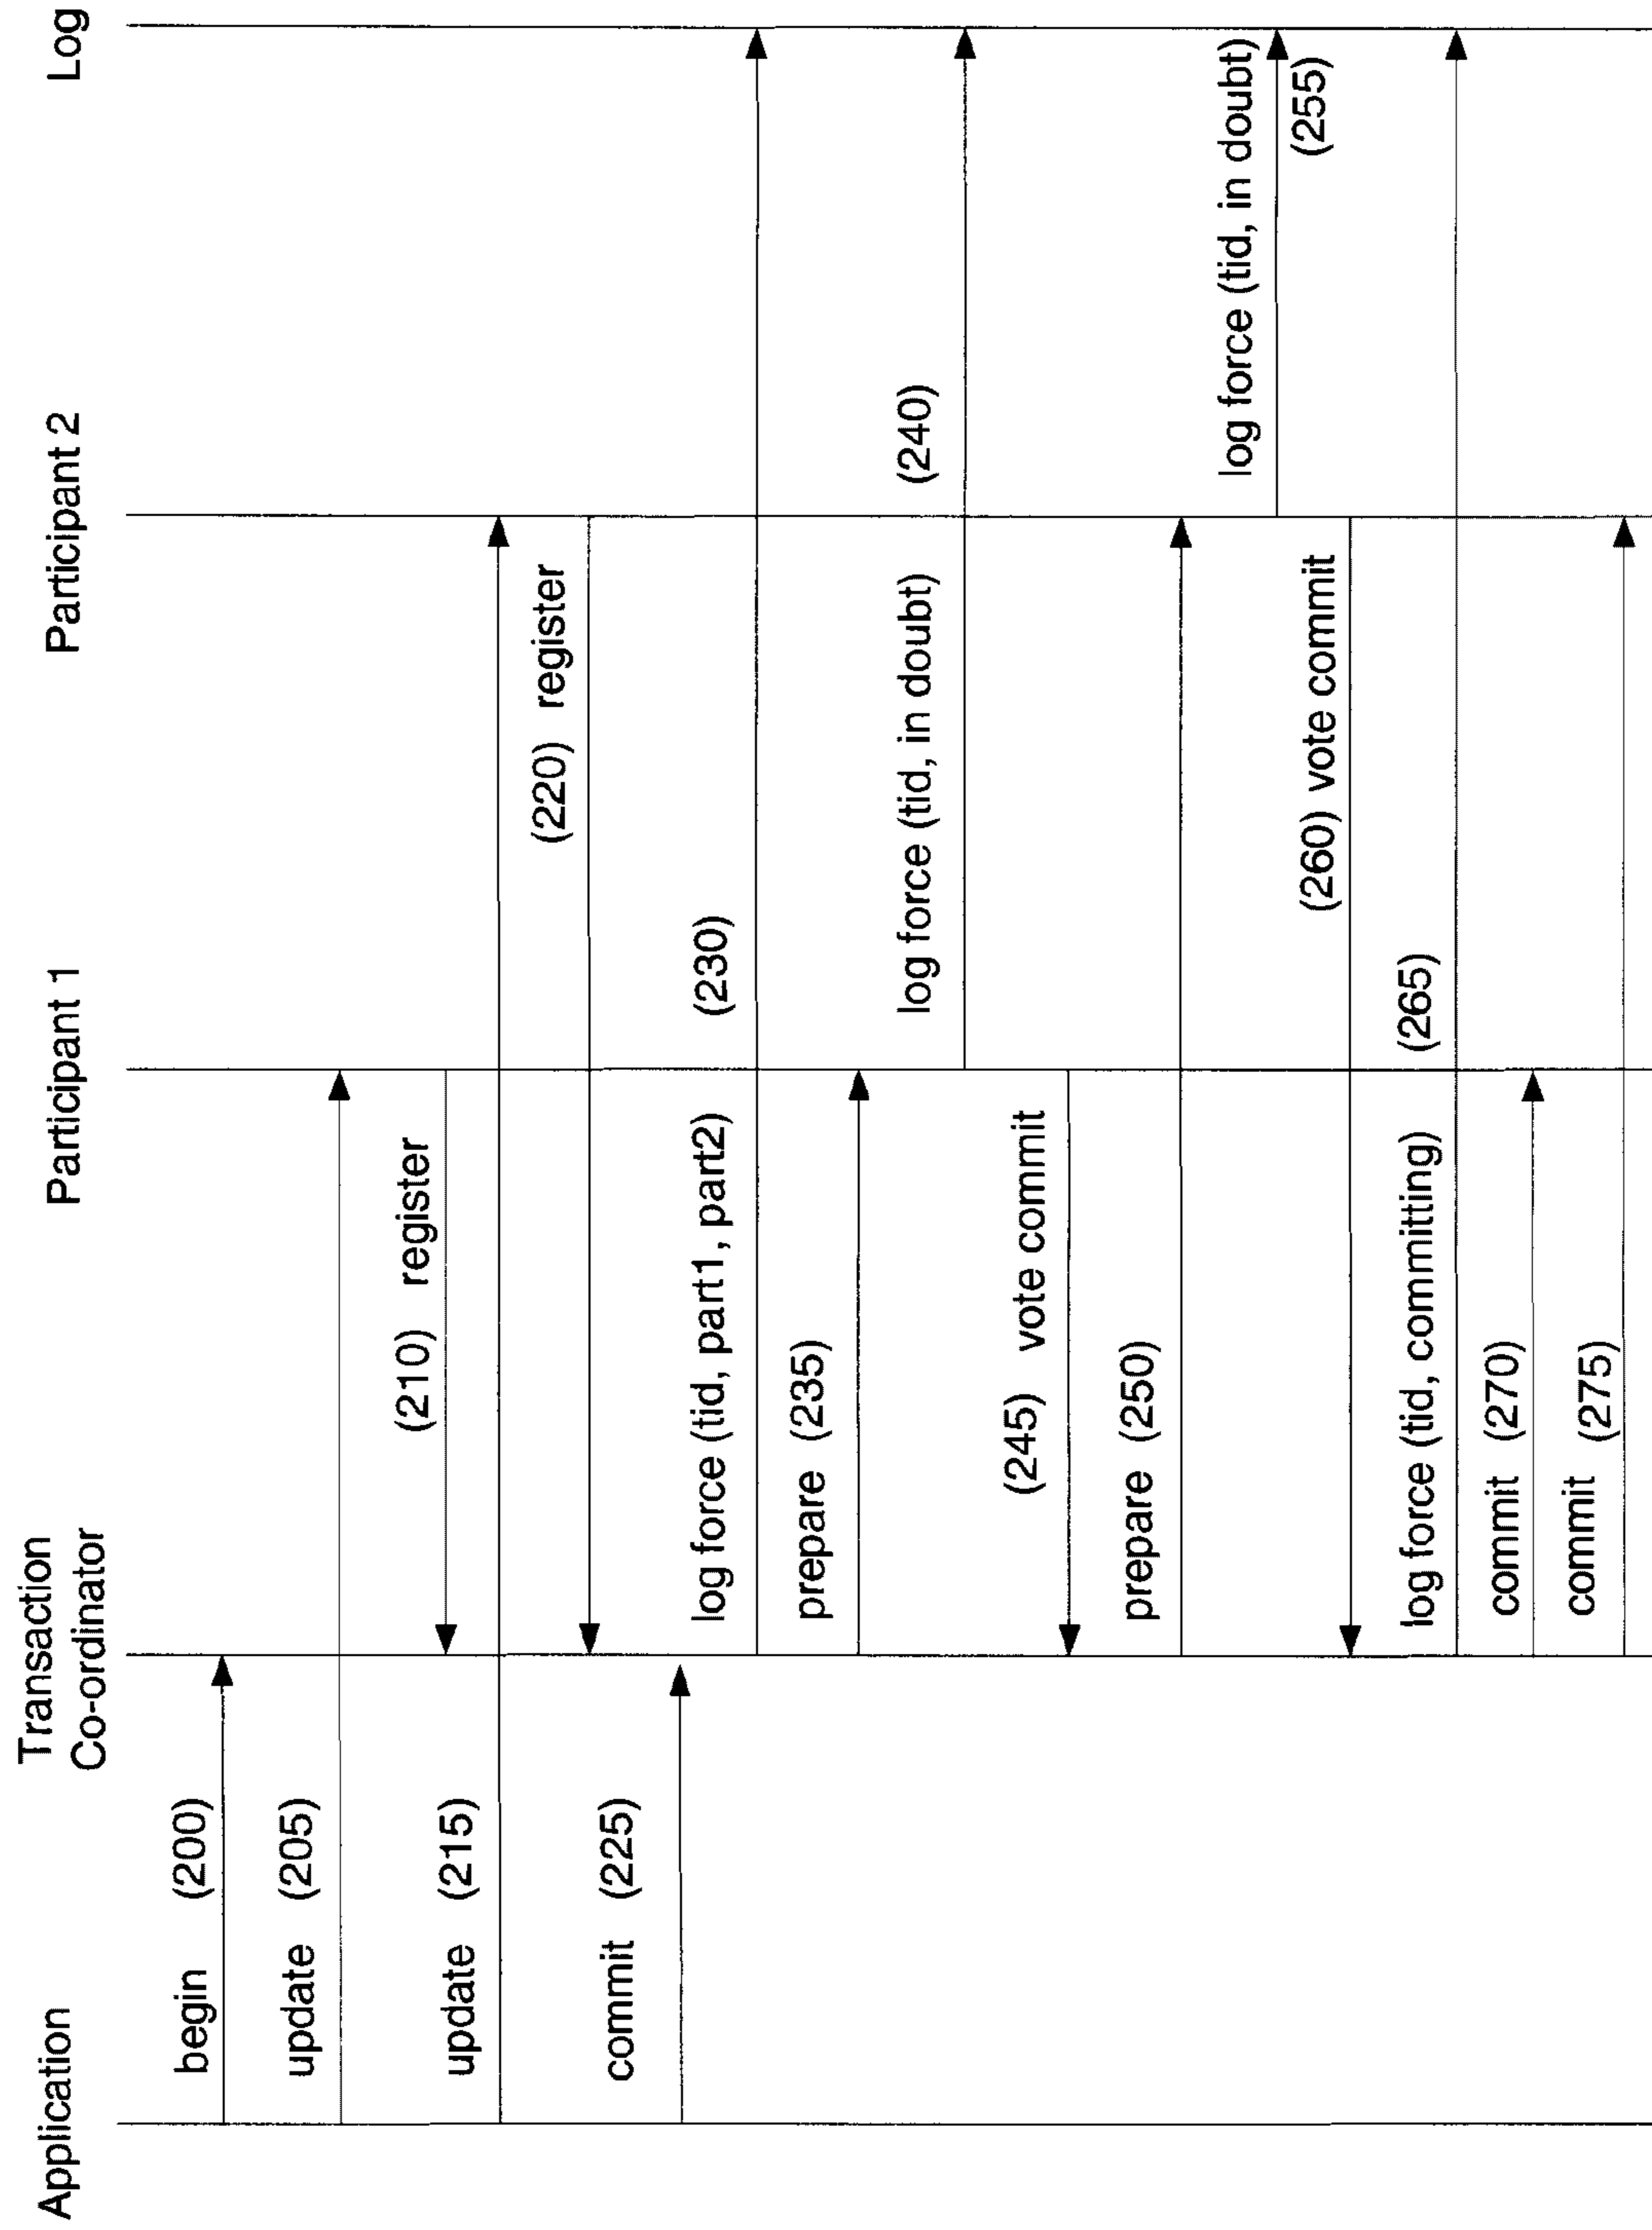 Application
Transaction
Co-ordinator
Participant 1
Participant 2
Log
begin (200)
update (205)
(210) register
update (215)
(220) register
commit (225)
log force (tid, part1, part2) (230)
prepare (235)
log force (tid, in doubt) (240)
(245) vote commit
prepare (250)
log force (tid, in doubt)
(255)
(260) vote commit
log force (tid, committing) (265)
commit (270)
commit (275)